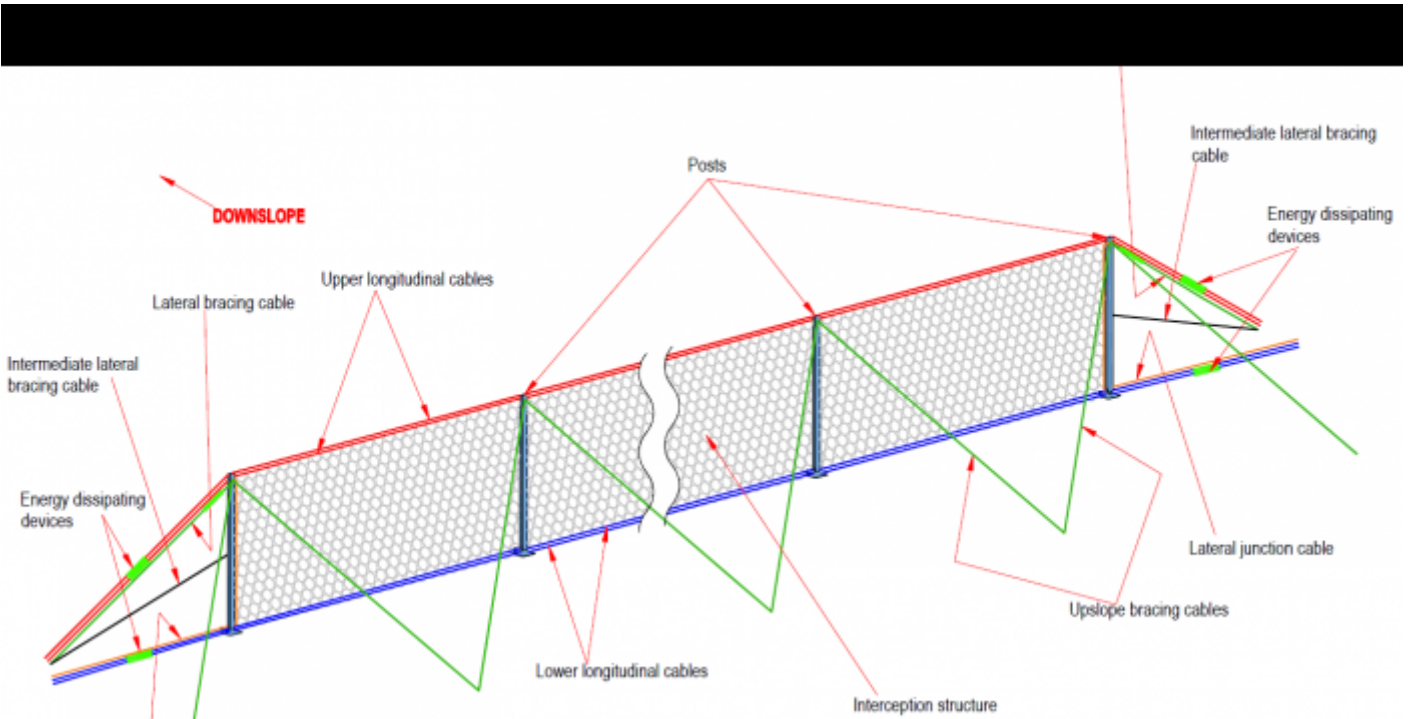 Intermediate lateral bracing
cable
Posts
Energy dissipating
devices
DOWNSLOPE
Upper longitudinal cables
Lateral bracing cable
Intermediate lateral
bracing cable
Energy dissipating
devices
Lateral junction cable
Upslope bracing cables
Lower longitudinal cables
Interception structure